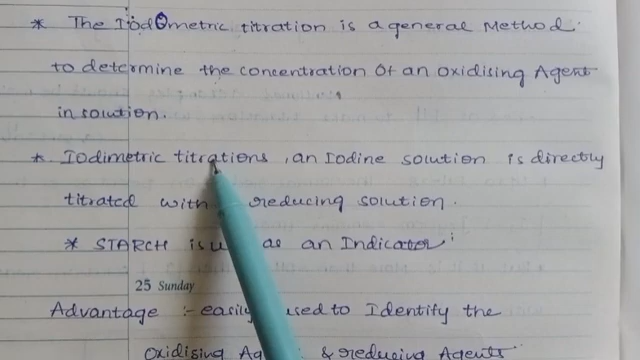 * The IodOmetric titration is a general Method
to determine the concentration Of an oxidising Agent
in solution.
* Iodimetric titrations, an Iodine solution is directly
titrated with reducing solution.
* STARCH is as an Indicator
25 Sunday
Advantage :- easily used to Identify the
Oxidising & reducing Agents